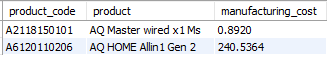 product_code product manufacturing_cost
A2118150101 AQ Master wired x1 Ms 0.8920
A6120110206 AQ HOME Allin1 Gen 2 240.5364